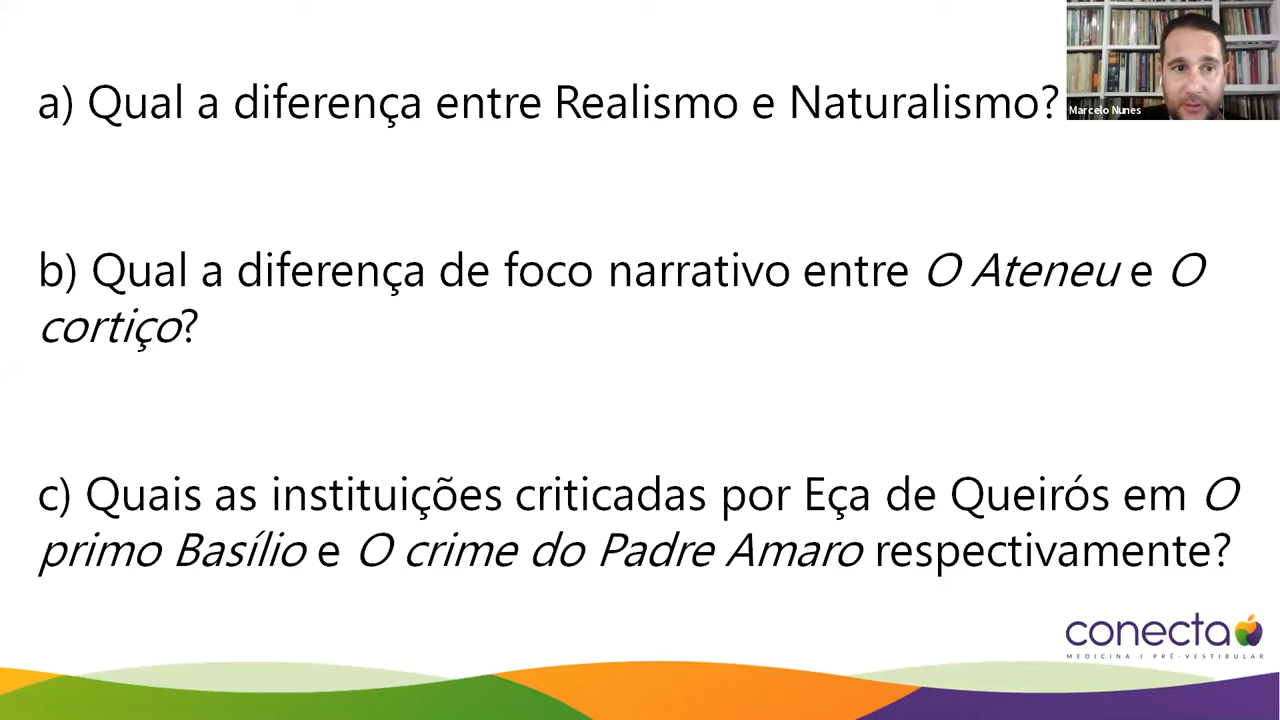 a) Qual a diferença entre Realismo e Naturalismo?
Marcelo Nunes
b) Qual a diferença de foco narrativo entre O Ateneu e O
cortiço?
c) Quais as instituições criticadas por Eça de Queirós em O
primo Basílio e O crime do Padre Amaro respectivamente?
conecta
MEDICINA | PRÉ-VESTIBULAR